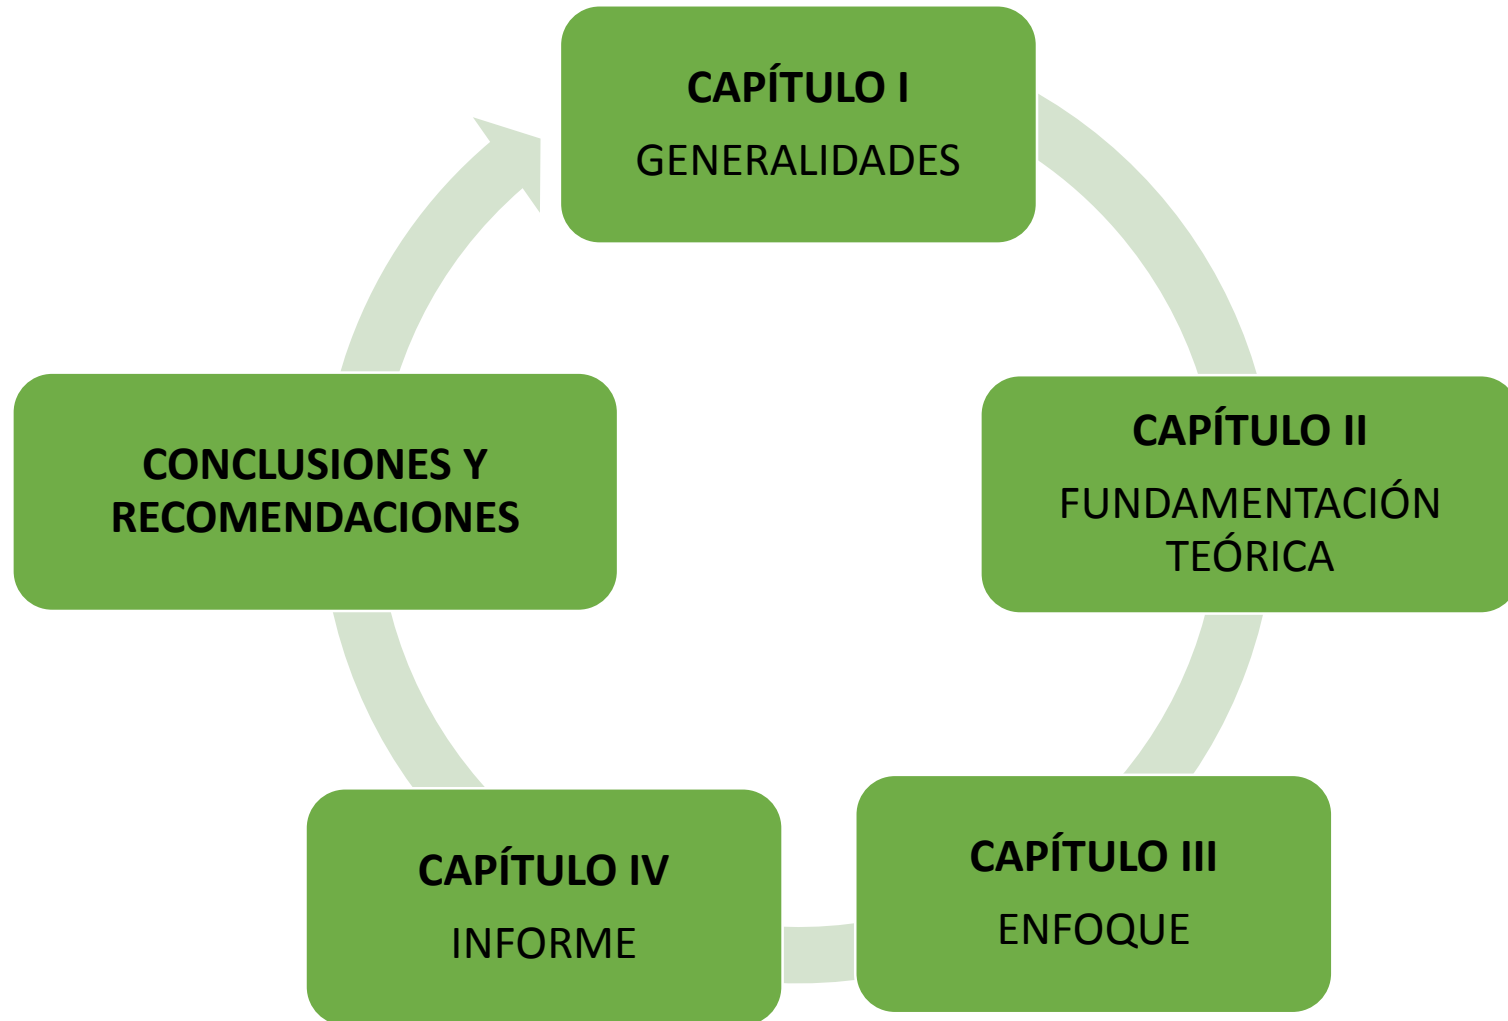 CAPÍTULO I
GENERALIDADES
CAPÍTULO II
FUNDAMENTACIÓN
TEÓRICA
CAPÍTULO III
ENFOQUE
CAPÍTULO IV
INFORME
CONCLUSIONES Y
RECOMENDACIONES